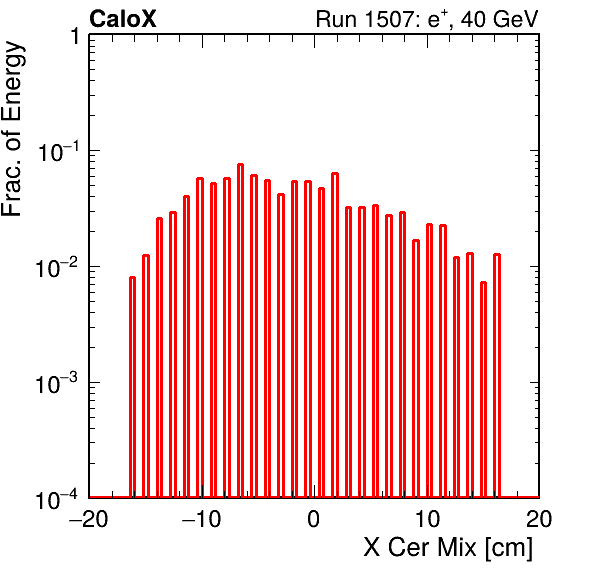 CaloX Run 1507: e⁺, 40 GeV
Frac. of Energy
1
10⁻¹
10⁻²
10⁻³
10⁻⁴
−20 −10 0 10 20
X Cer Mix [cm]